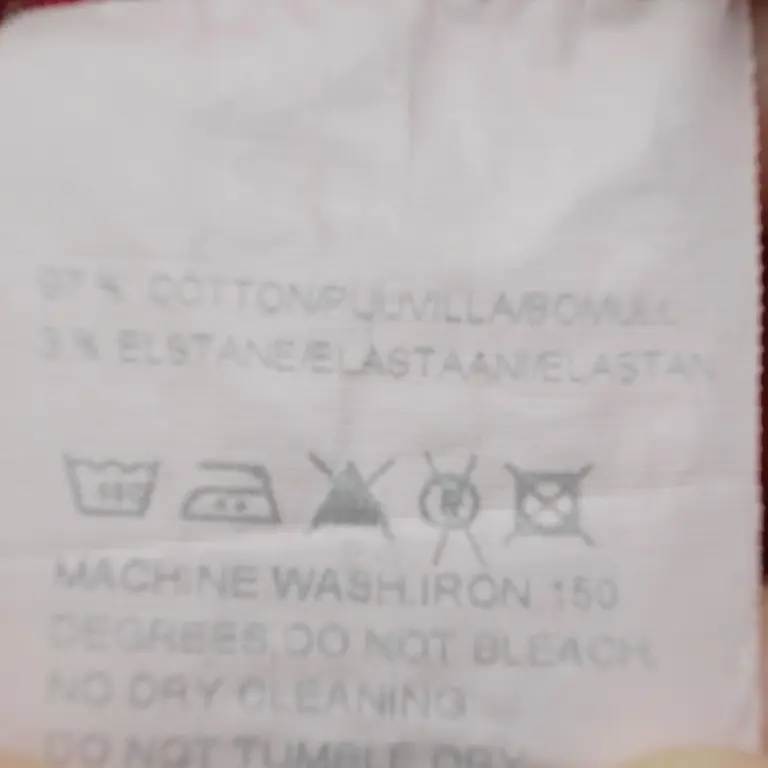 97 % COTTON/PUUVILLA/BOMULL
3 % ELSTANE/ELASTAANI/ELASTAN
MACHINE WASH.IRON 150
DEGREES.DO NOT BLEACH.
NO DRY CLEANING
DO NOT TUMBLE DRY